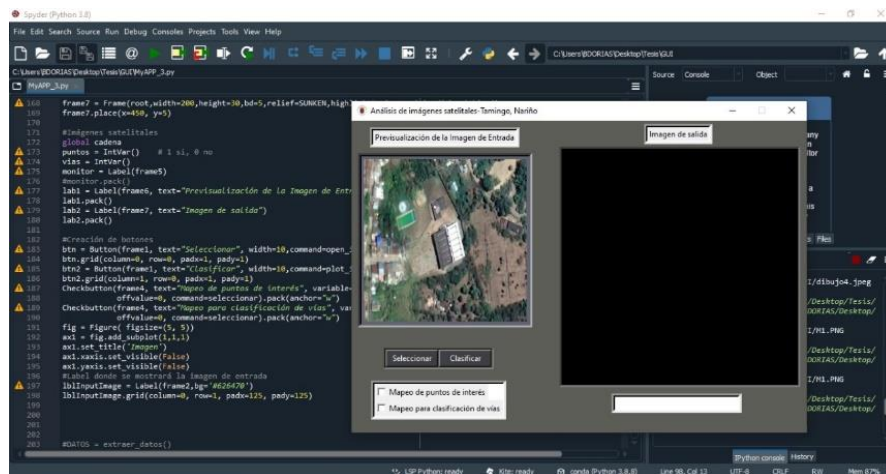 Spyder (Python 3.8)
File Edit Search Source Run Debug Consoles Projects Tools View Help
C:\Users\BDORIAS\Desktop\Tesis\GUI
C:\Users\BDORIAS\Desktop\Tesis\GUI\MyAPP_3.py
Source Console Object
MyAPP_3.py
168 frame7 = Frame(root,width=200,height=30,bd=5,relief=SUNKEN,high
169 frame7.place(x=450, y=5)
170
171 #Imágenes satelitales
172 global cadena
173 puntos = IntVar() # 1 si, 0 no
174 vias = IntVar()
175 monitor = Label(frame5)
176 #monitor.pack()
177 lab1 = Label(frame6, text="Previsualización de la Imagen de Entr
178 lab1.pack()
179 lab2 = Label(frame7, text="Imagen de salida")
180 lab2.pack()
181
182 #Creación de botones
183 btn = Button(frame1, text="Seleccionar", width=10,command=open_i
184 btn.grid(column=0, row=0, padx=1, pady=1)
185 btn2 = Button(frame1, text="Clasificar", width=10,command=plot_i
186 btn2.grid(column=1, row=0, padx=1, pady=1)
187 Checkbutton(frame4, text="Mapeo de puntos de interés", variable=
188 offvalue=0, command=seleccionar).pack(anchor="w")
189 Checkbutton(frame4, text="Mapeo para clasificación de vías", va
190 offvalue=0, command=seleccionar).pack(anchor="w")
191 fig = Figure( figsize=(5, 5))
192 ax1 = fig.add_subplot(1,1,1)
193 ax1.set_title('Imagen')
194 ax1.xaxis.set_visible(False)
195 ax1.yaxis.set_visible(False)
196 #Label donde se mostrará la imagen de entrada
197 lblInputImage = Label(frame2,bg='#626470')
198 lblInputImage.grid(column=0, row=1, padx=125, pady=125)
199
200
201
202
203 #DATOS = extraer_datos()
Análisis de imágenes satelitales-Taminga, Nariño
Previsualización de la Imagen de Entrada
Imagen de salida
Seleccionar Clasificar
Mapeo de puntos de interés
Mapeo para clasificación de vías
any
n
tor
a
is
s Files
I/dibujo4.jpeg
/Desktop/Tesis/
DORIAS/Desktop/
I/M1.PNG
/Desktop/Tesis/
DORIAS/Desktop/
I/M1.PNG
/Desktop/Tesis/
DORIAS/Desktop/
IPython console History
LSP Python: ready Kite: ready conda (Python 3.8.8) Line 98, Col 13 UTF-8 CRLF RW Mem 87%